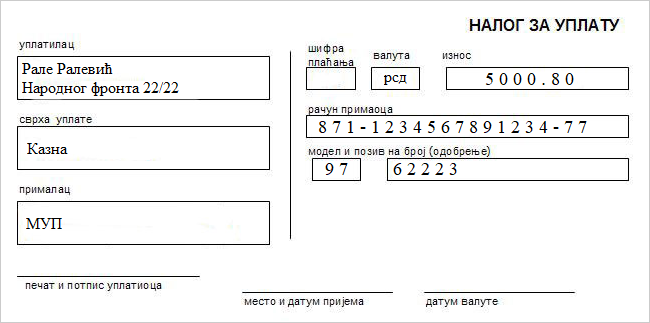 НАЛОГ ЗА УПЛАТУ
уплатилац
Рале Ралевић
Народног фронта 22/22
сврха уплате
Казна
прималац
МУП
печат и потпис уплатиоца
шифра плаћања
валута
износ
рсд
5000.80
рачун примаоца
871-1234567891234-77
модел и позив на број (одобрење)
97
62223
место и датум пријема
датум валуте